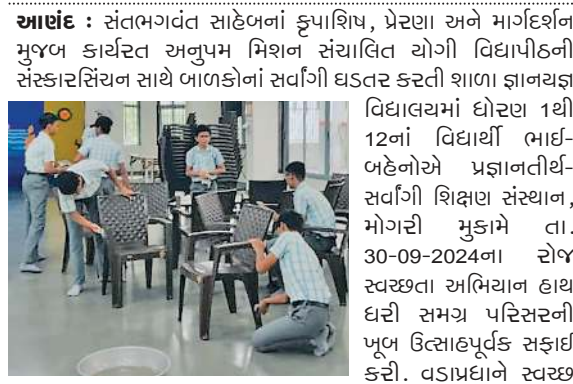 આણંદ : સંતભગવંત સાહેબનાં કૃપાશિષ, પ્રેરણા અને માર્ગદર્શન
મુજબ કાર્યરત અનુપમ મિશન સંચાલિત યોગી વિદ્યાપીઠની
સંસ્કારસિંચન સાથે બાળકોનાં સર્વાંગી ઘડતર કરતી શાળા જ્ઞાનયજ્ઞ
વિદ્યાલયમાં ધોરણ 1થી
12નાં વિદ્યાર્થી ભાઈ-
બહેનોએ પ્રજ્ઞાનતીર્થ-
સર્વાંગી શિક્ષણ સંસ્થાન,
મોગરી મુકામે તા.
30-09-2024ના રોજ
સ્વચ્છતા અભિયાન હાથ
ધરી સમગ્ર પરિસરની
ખૂબ ઉત્સાહપૂર્વક સફાઈ
કરી. વડાપ્રધાને સ્વચ્છ